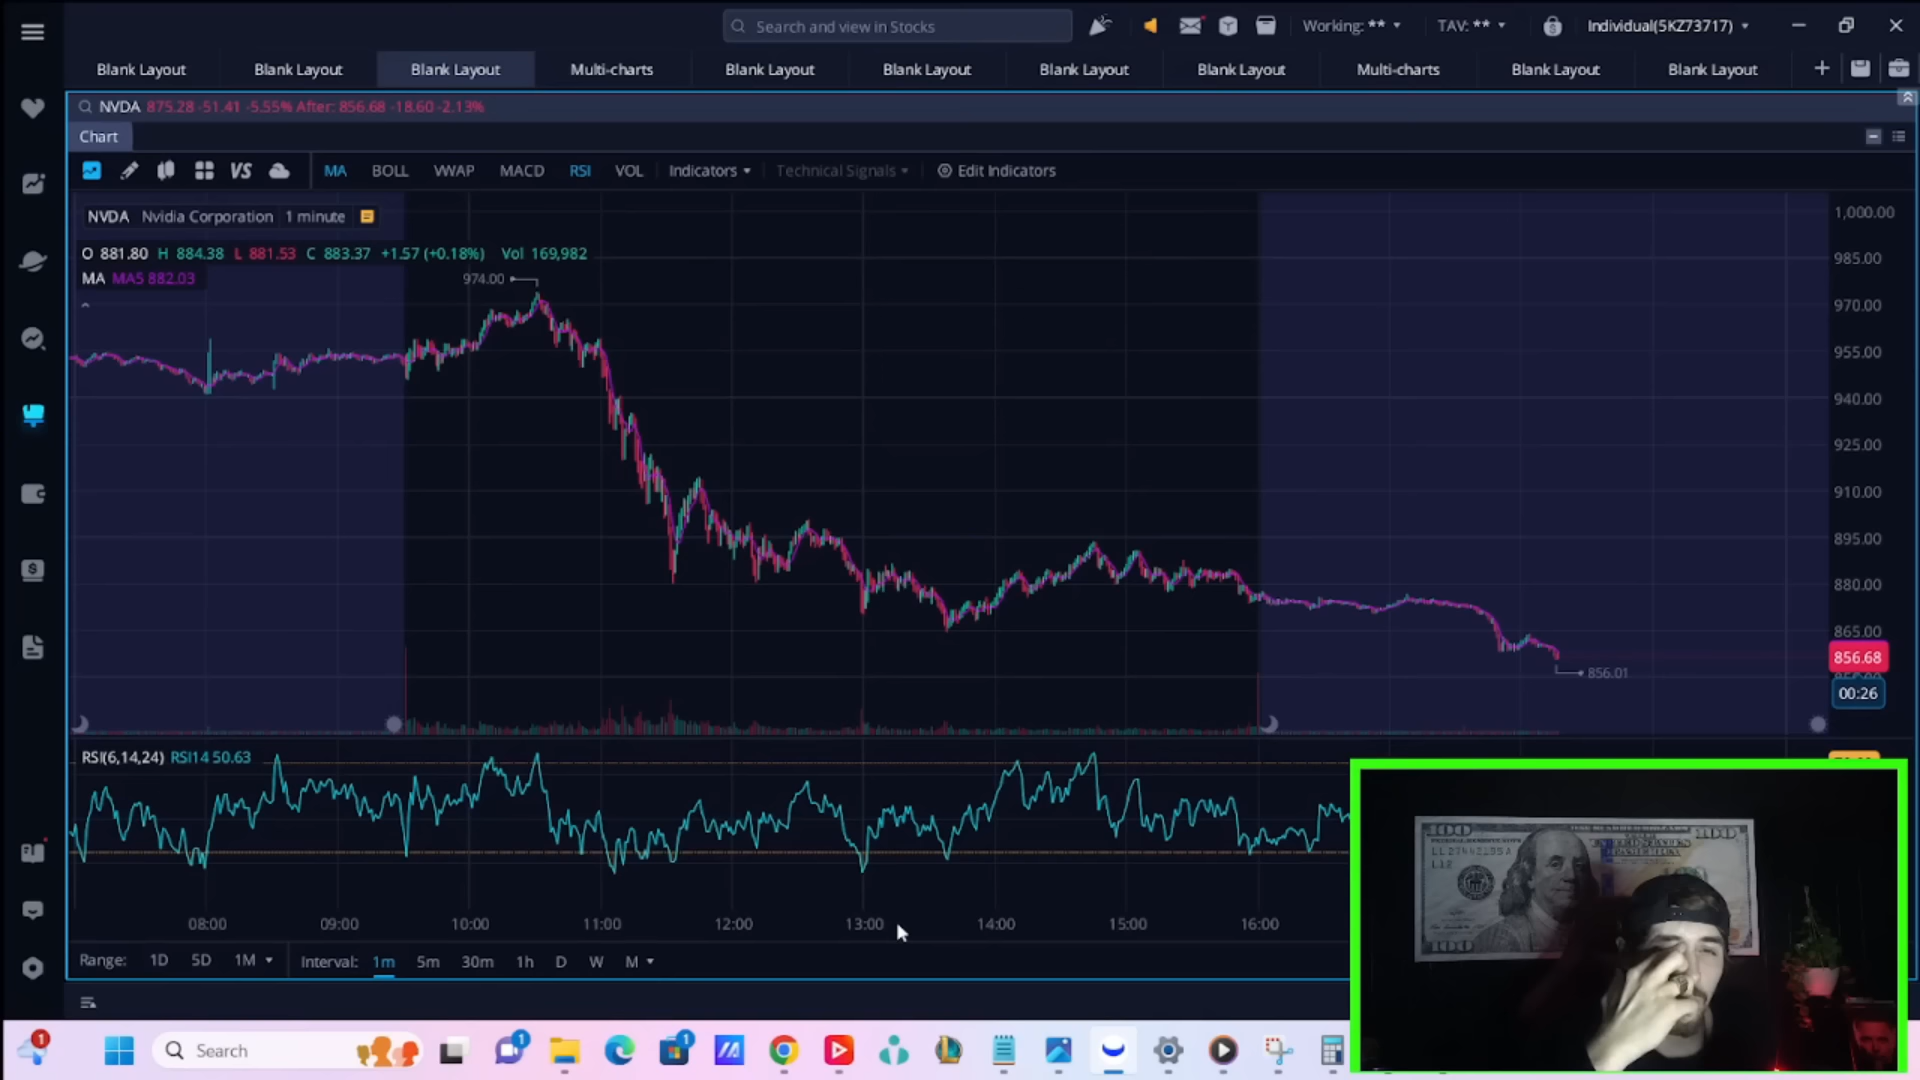 Search and view in Stocks
Working: **
TAV: **
Individual(5KZ73717)
Blank Layout
Blank Layout
Blank Layout
Multi-charts
Blank Layout
Blank Layout
Blank Layout
Blank Layout
Multi-charts
Blank Layout
Blank Layout
NVDA 875.28 -51.41 -5.55% After: 856.68 -18.60 -2.13%
Chart
VS
MA
BOLL
VWAP
MACD
RSI
VOL
Indicators
Technical Signals
Edit Indicators
NVDA Nvidia Corporation 1 minute
O 881.80 H 884.38 L 881.53 C 883.37 +1.57 (+0.18%) Vol 169,982
MA MA5 882.03
974.00
1,000.00
985.00
970.00
955.00
940.00
925.00
910.00
895.00
880.00
865.00
856.68
856.01
00:26
RSI(6,14,24) RSI14 50.63
08:00
09:00
10:00
11:00
12:00
13:00
14:00
15:00
16:00
Range: 1D 5D 1M
Interval: 1m 5m 30m 1h D W M
100
100
100
1
Search
1
1